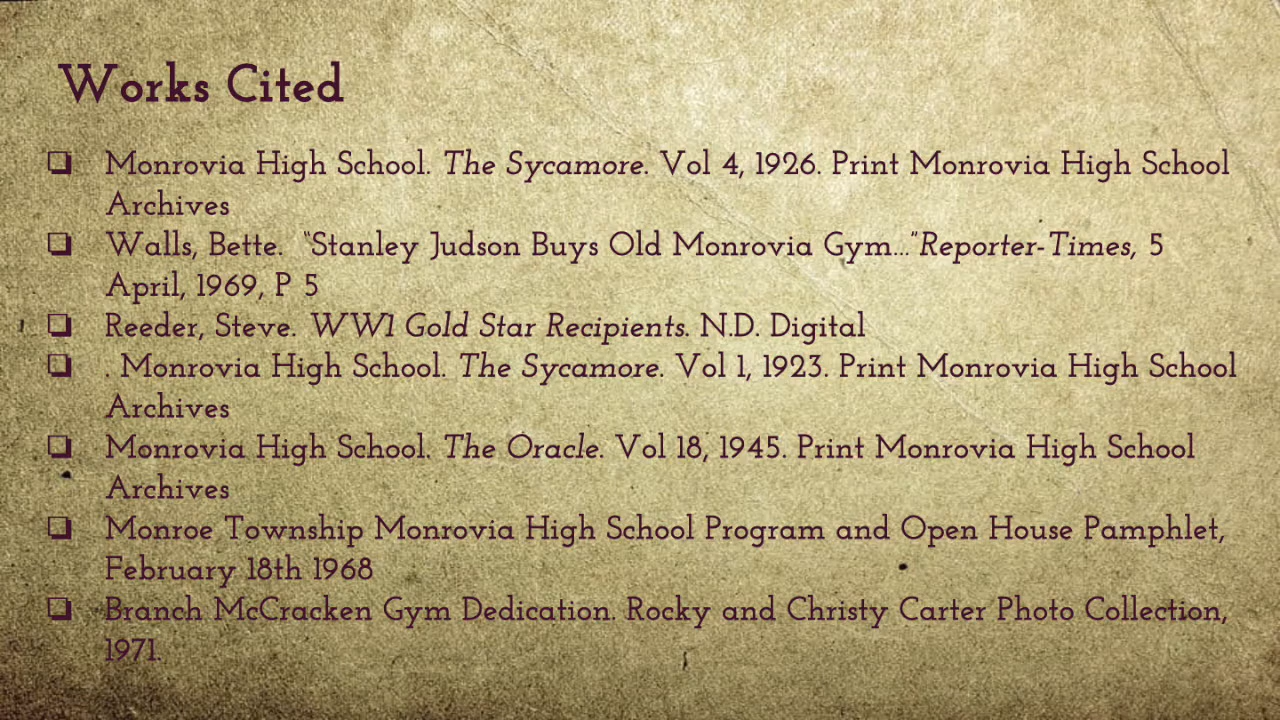 Works Cited
❏ Monrovia High School. The Sycamore. Vol 4, 1926. Print Monrovia High School
Archives
❏ Walls, Bette.  “Stanley Judson Buys Old Monrovia Gym...”Reporter-Times, 5
April, 1969, P 5
❏ Reeder, Steve. WW1 Gold Star Recipients. N.D. Digital
❏ . Monrovia High School. The Sycamore. Vol 1, 1923. Print Monrovia High School
Archives
❏ Monrovia High School. The Oracle. Vol 18, 1945. Print Monrovia High School
Archives
❏ Monroe Township Monrovia High School Program and Open House Pamphlet,
February 18th 1968
❏ Branch McCracken Gym Dedication. Rocky and Christy Carter Photo Collection,
1971.